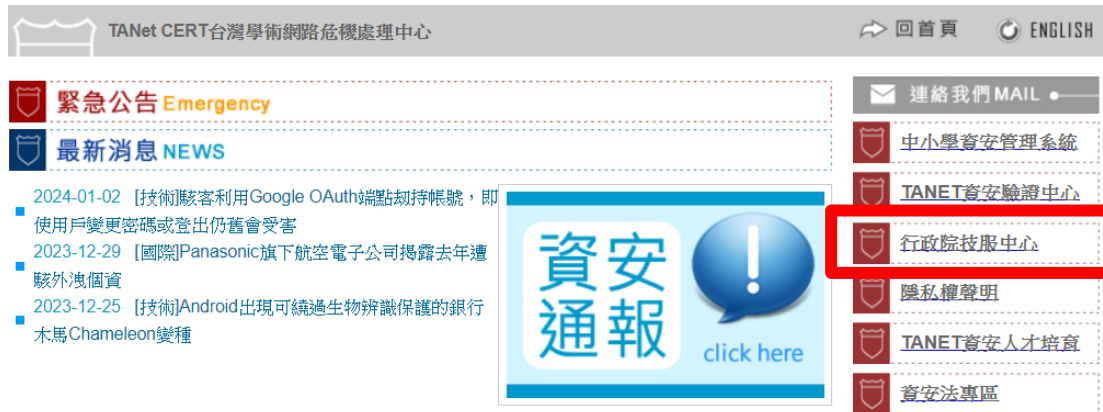 TANet CERT台灣學術網路危機處理中心
回首頁
ENGLISH
緊急公告 Emergency
最新消息 NEWS
2024-01-02 [技術]駭客利用Google OAuth端點劫持帳號，即
使用戶變更密碼或登出仍舊會受害
2023-12-29 [國際]Panasonic旗下航空電子公司揭露去年遭
駭外洩個資
2023-12-25 [技術]Android出現可繞過生物辨識保護的銀行
木馬Chameleon變種
資安
通報
click here
連絡我們 MAIL
中小學資安管理系統
TANET資安驗證中心
行政院技服中心
隱私權聲明
TANET資安人才培育
資安法專區